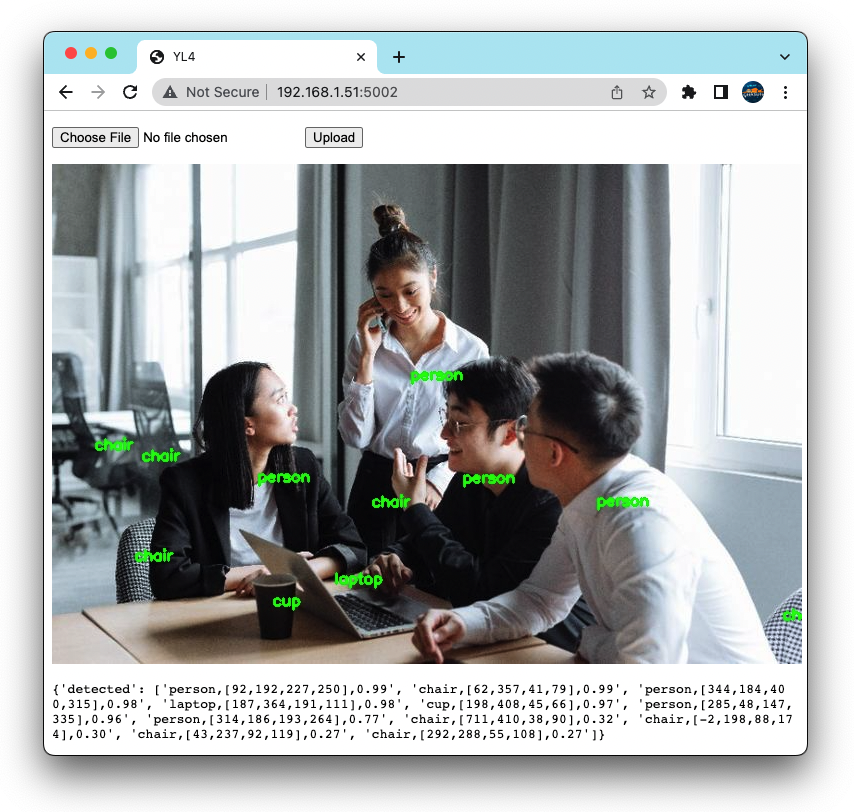 YL4
Not Secure 192.168.1.51:5002
Choose File No file chosen Upload
person
chair
chair
person
person
chair
person
chair
laptop
cup
ch
{'detected': ['person,[92,192,227,250],0.99', 'chair,[62,357,41,79],0.99', 'person,[344,184,40
0,315],0.98', 'laptop,[187,364,191,111],0.98', 'cup,[198,408,45,66],0.97', 'person,[285,48,147,
335],0.96', 'person,[314,186,193,264],0.77', 'chair,[711,410,38,90],0.32', 'chair,[-2,198,88,17
4],0.30', 'chair,[43,237,92,119],0.27', 'chair,[292,288,55,108],0.27']}